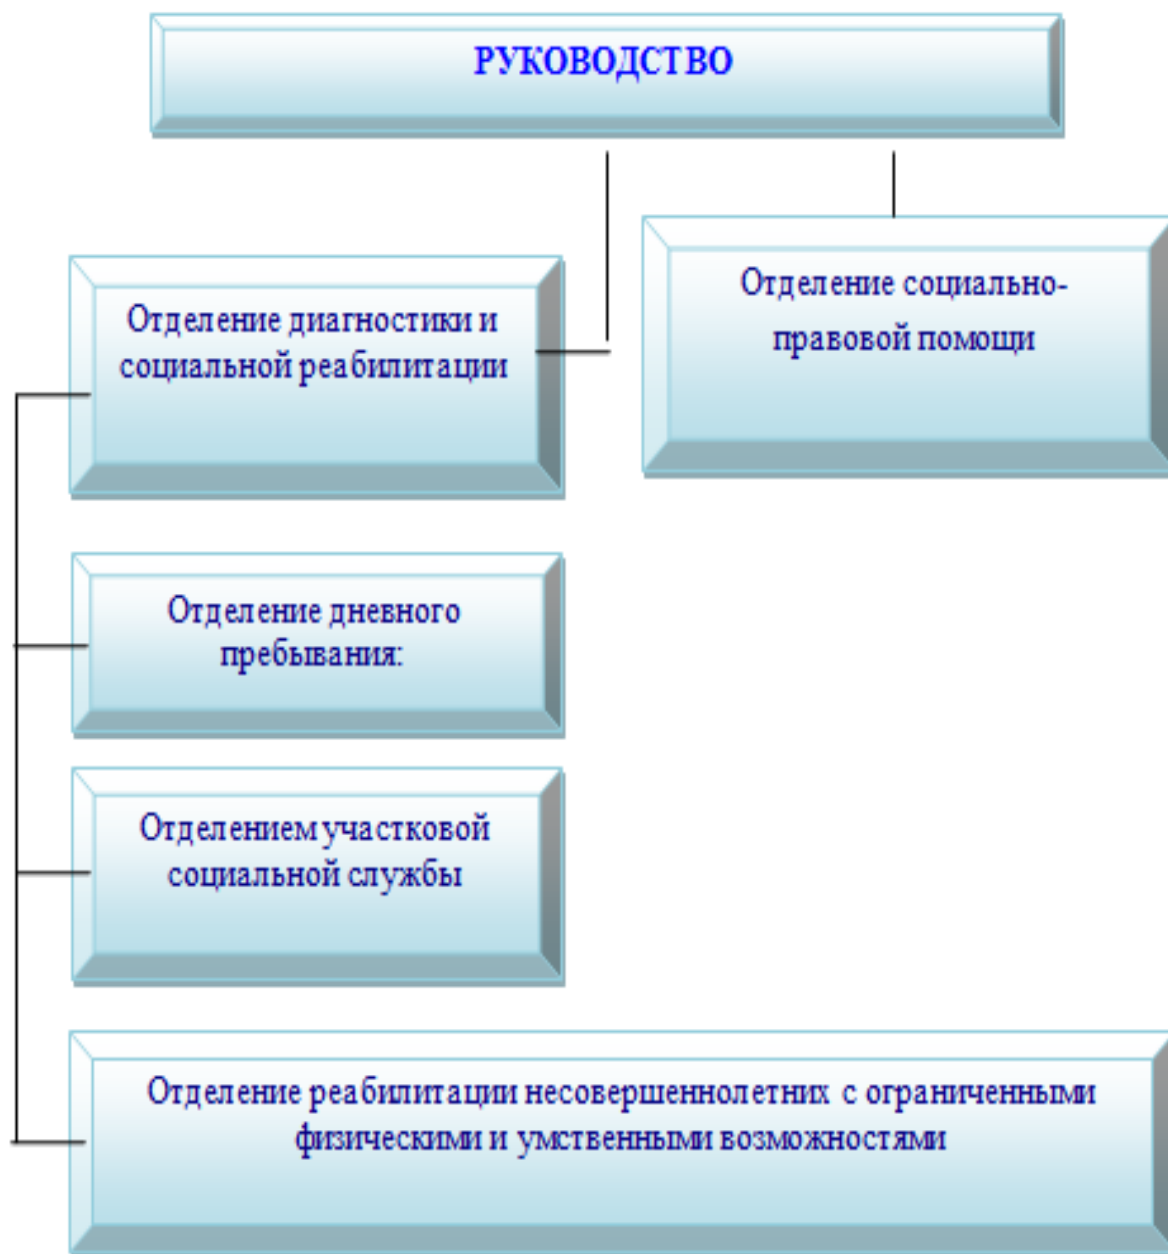 РУКОВОДСТВО
Отделение диагностики и
социальной реабилитации
Отделение социально-
правовой помощи
Отделение дневного
пребывания:
Отделением участковой
социальной службы
Отделение реабилитации несовершеннолетних с ограниченными
физическими и умственными возможностями